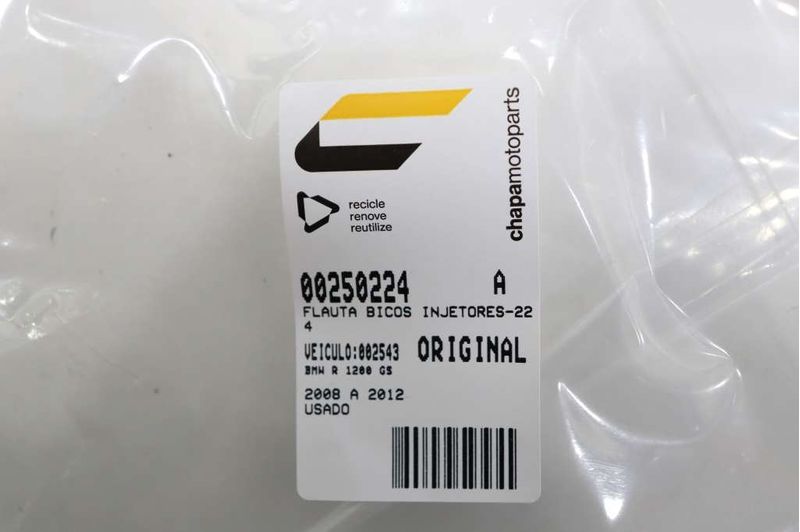 chapamotoparts
recicle
renove
reutilize
00250224 A
FLAUTA BICOS INJETORES-22
4
VEICULO:002543 ORIGINAL
BMW R 1200 GS
2008 A 2012
USADO